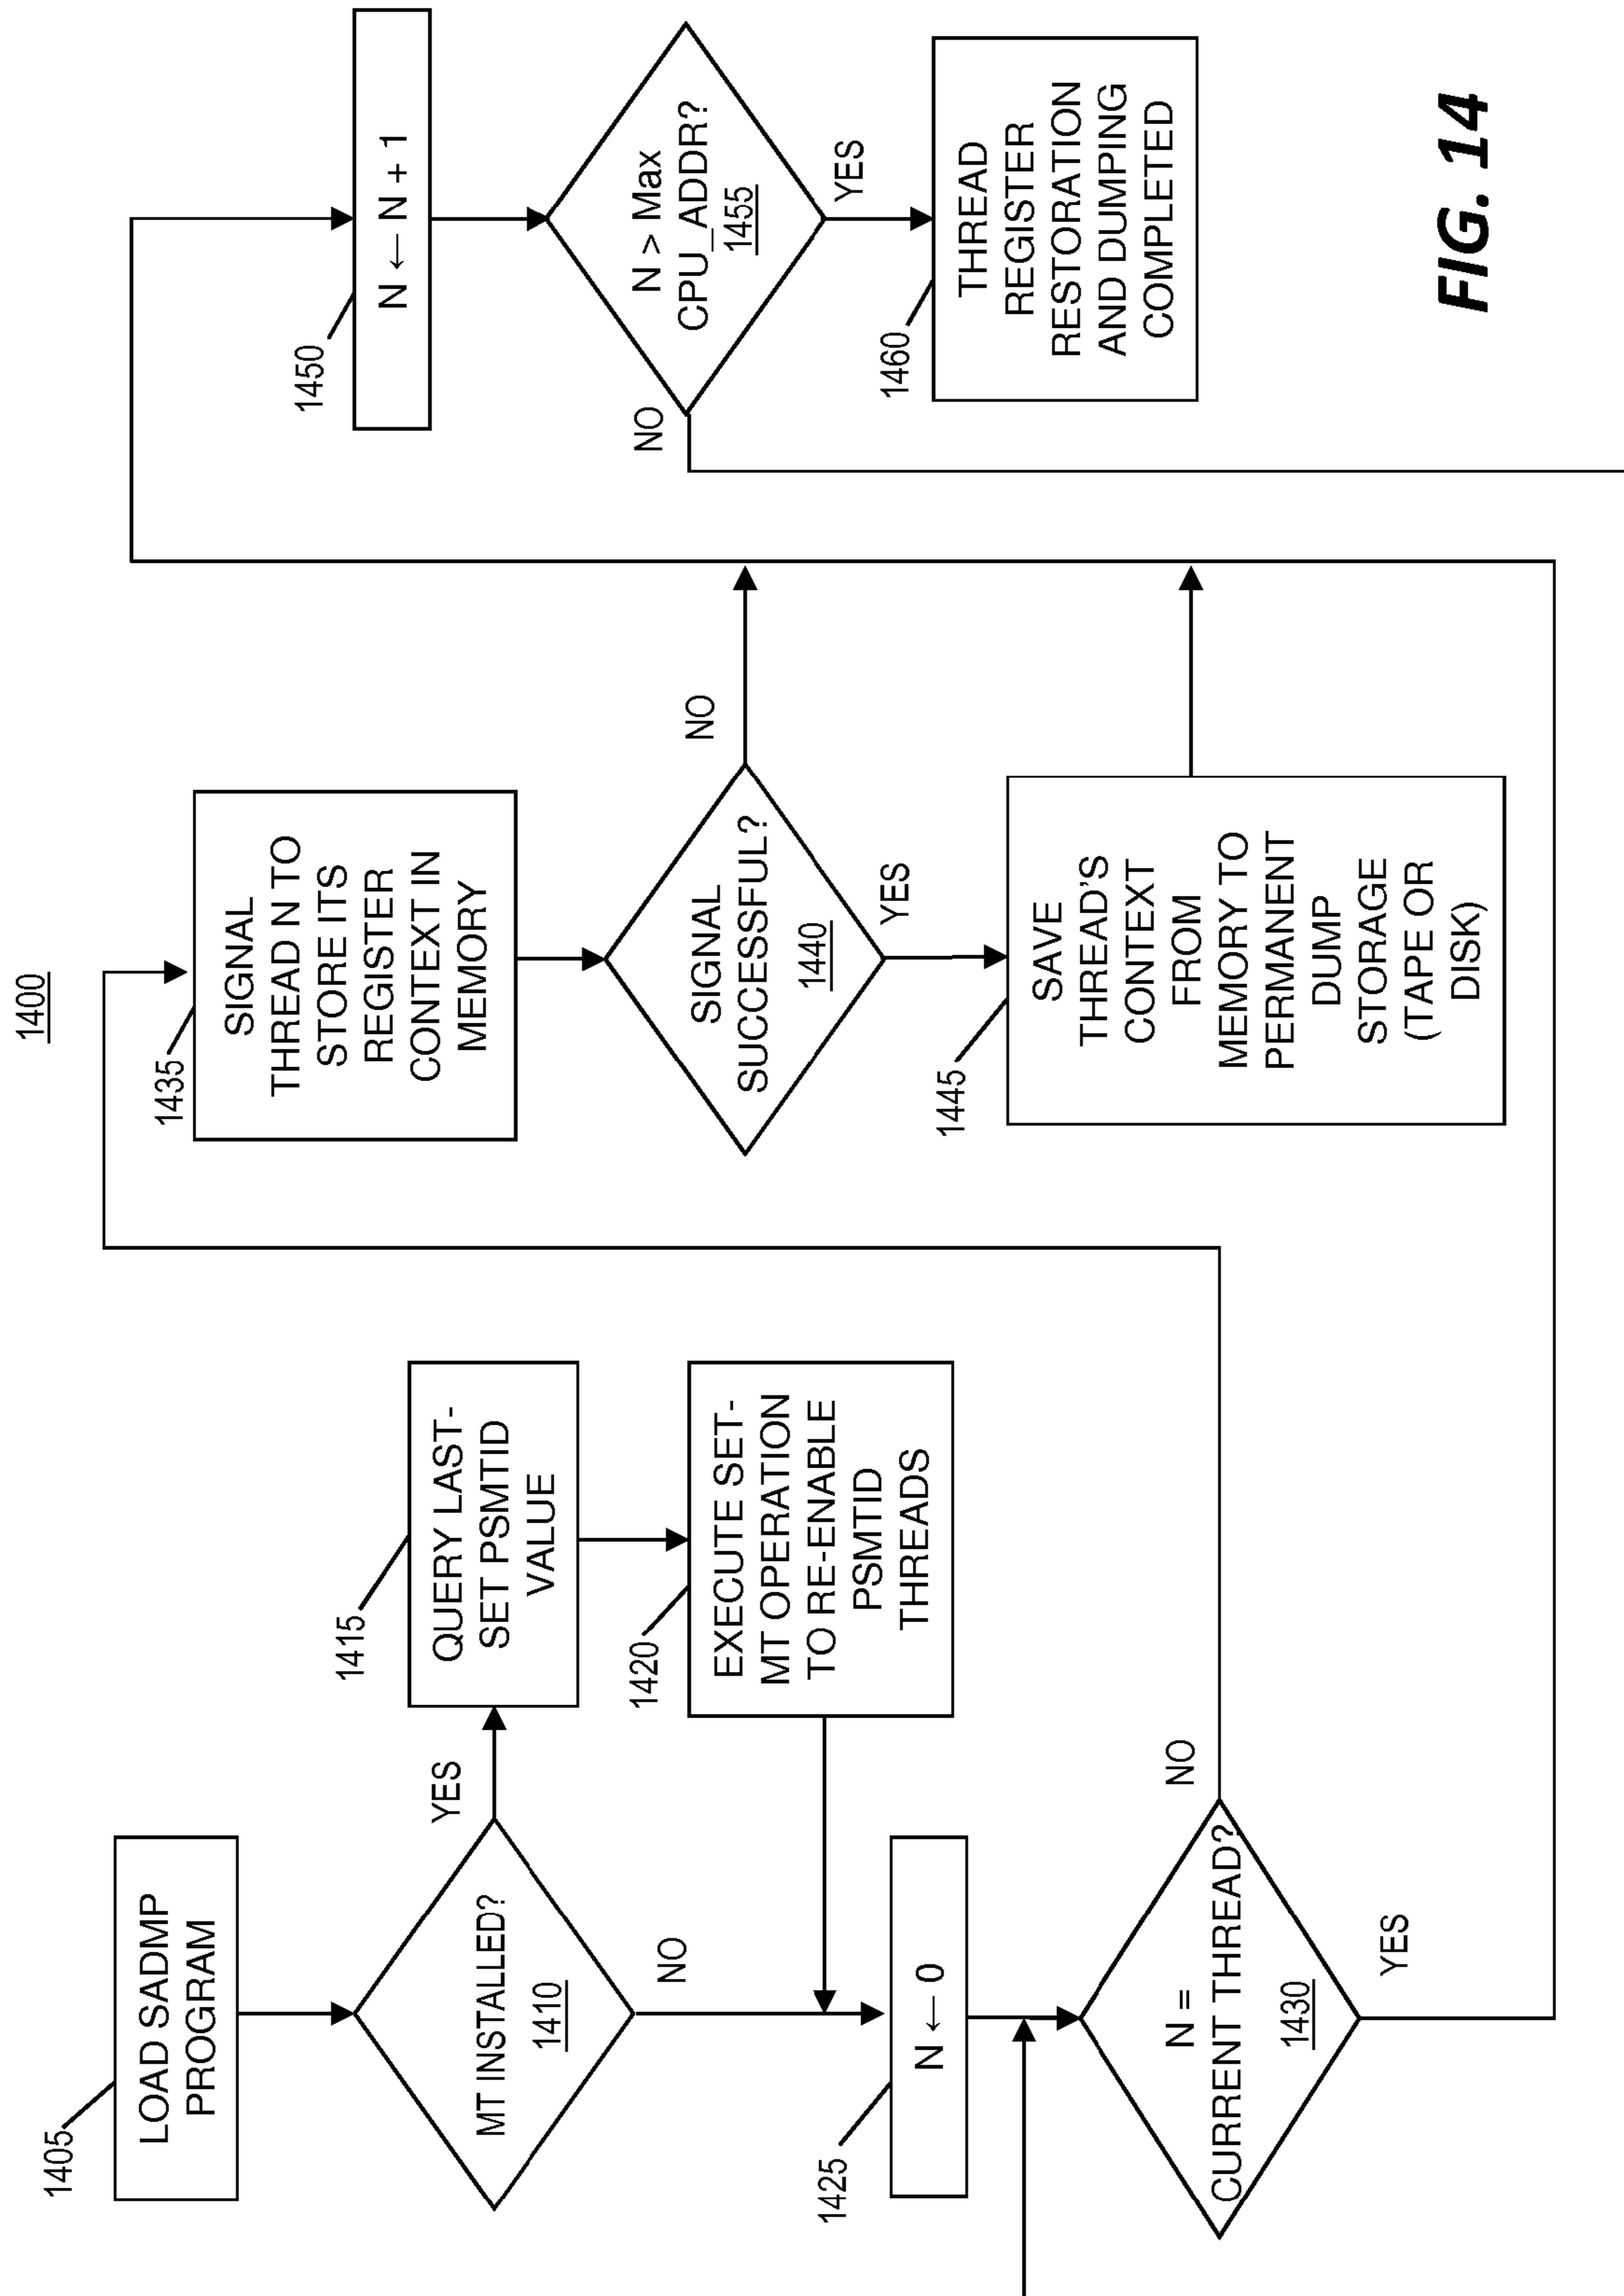 1400
1405
LOAD SADMP
PROGRAM
MT INSTALLED?
1410
YES
NO
1415
QUERY LAST-
SET PSMTID
VALUE
1420
EXECUTE SET-
MT OPERATION
TO RE-ENABLE
PSMTID
THREADS
1425
N ← 0
N =
CURRENT THREAD?
1430
NO
YES
1435
SIGNAL
THREAD N TO
STORE ITS
REGISTER
CONTEXT IN
MEMORY
SIGNAL
SUCCESSFUL?
1440
NO
YES
1445
SAVE
THREAD'S
CONTEXT
FROM
MEMORY TO
PERMANENT
DUMP
STORAGE
(TAPE OR
DISK)
1450
N ← N + 1
N > Max
CPU_ADDR?
1455
NO
YES
1460
THREAD
REGISTER
RESTORATION
AND DUMPING
COMPLETED
FIG. 14